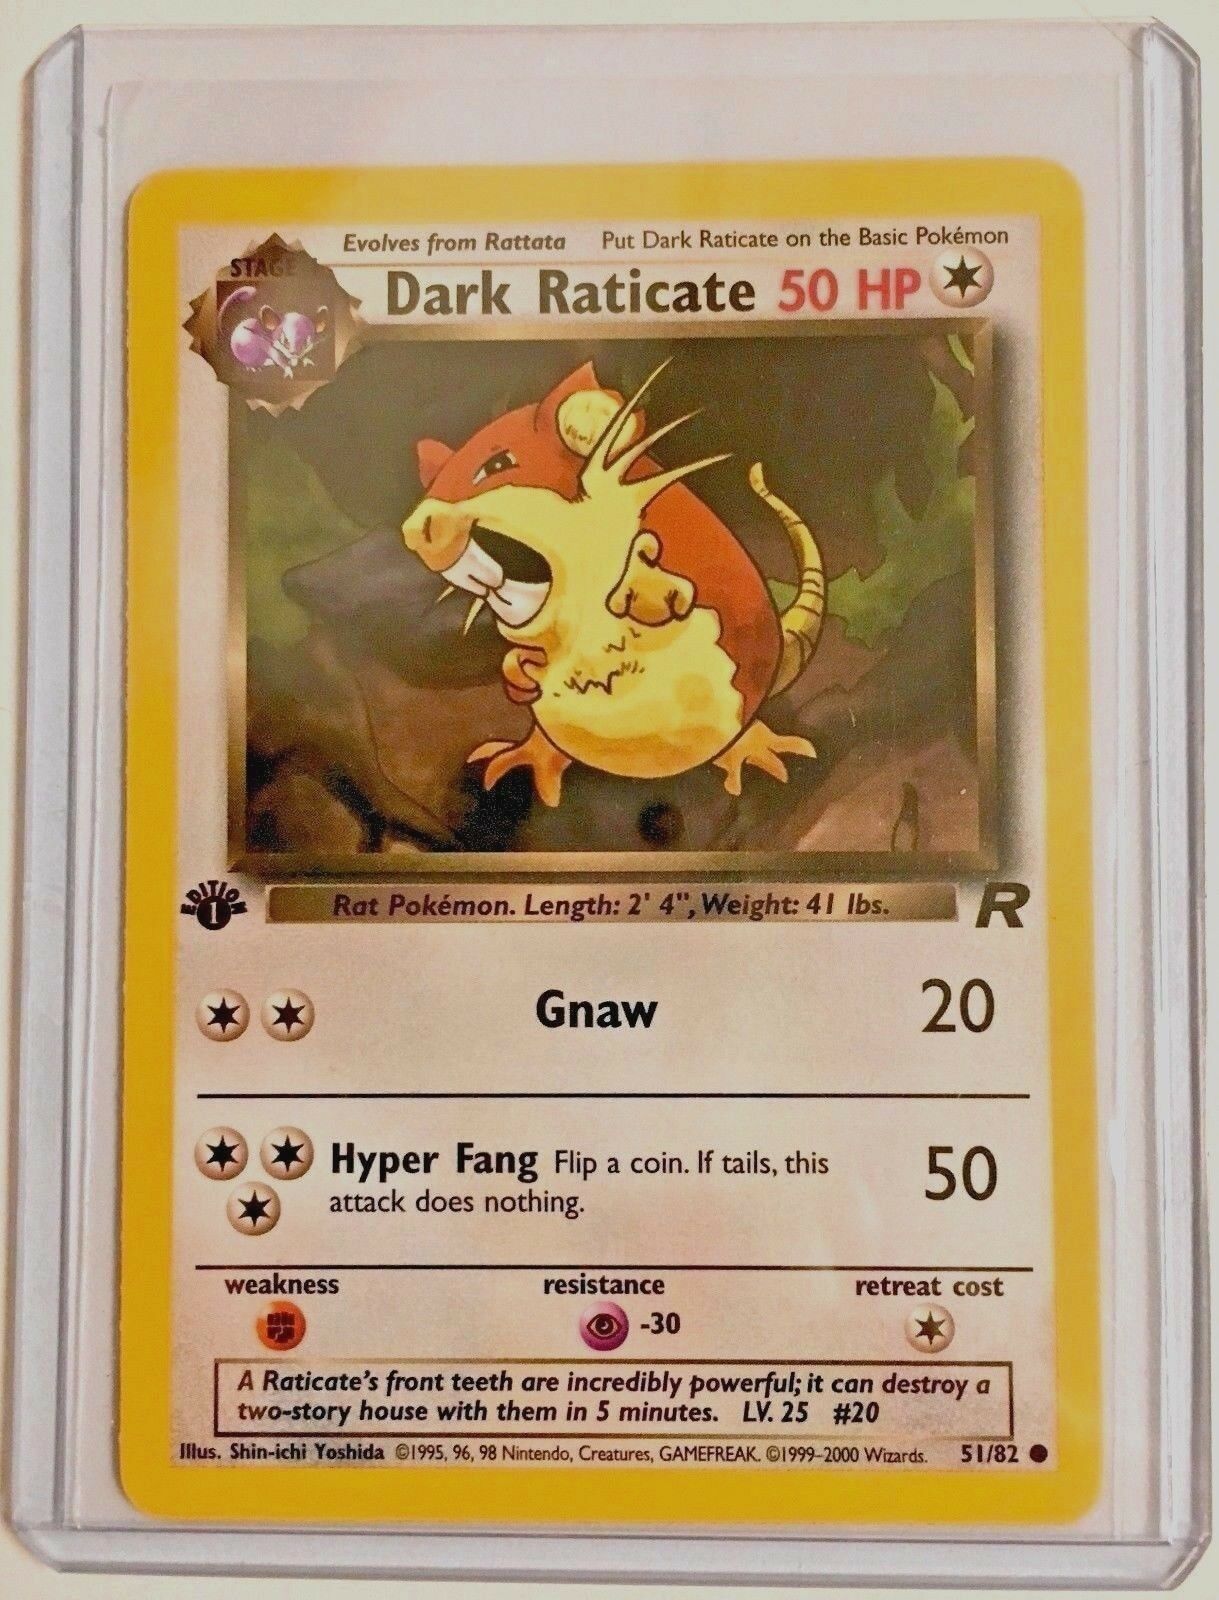 Evolves from Rattata Put Dark Raticate on the Basic Pokémon
STAGE
Dark Raticate 50 HP
EDITION
1
Rat Pokémon. Length: 2' 4", Weight: 41 lbs.
R
Gnaw 20
Hyper Fang Flip a coin. If tails, this
attack does nothing.
50
weakness resistance retreat cost
-30
A Raticate's front teeth are incredibly powerful; it can destroy a
two-story house with them in 5 minutes. LV. 25 #20
Illus. Shin-ichi Yoshida ©1995, 96, 98 Nintendo, Creatures, GAMEFREAK. ©1999-2000 Wizards. 51/82